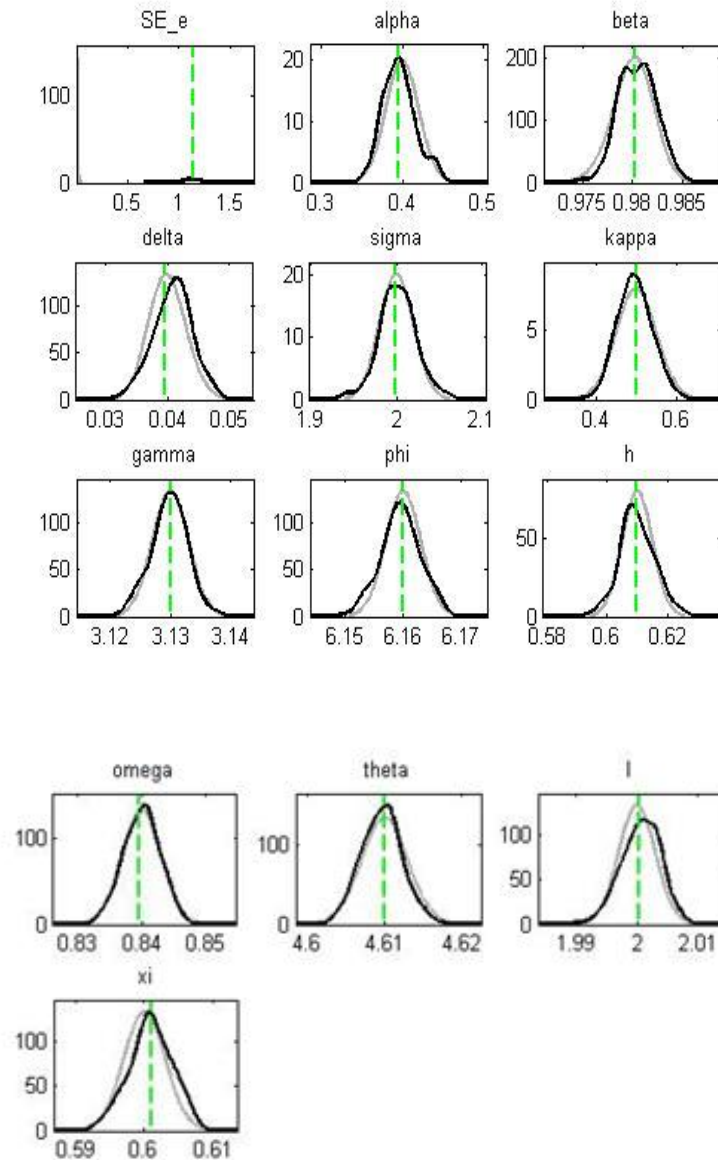 SE_e alpha beta
100
0
0.5 1 1.5
20
10
0
0.3 0.4 0.5
200
100
0
0.975 0.98 0.985
delta sigma kappa
100
50
0
0.03 0.04 0.05
20
10
0
1.9 2 2.1
5
0
0.4 0.6
gamma phi h
100
50
0
3.12 3.13 3.14
100
50
0
6.15 6.16 6.17
50
0
0.58 0.6 0.62
omega theta l
100
50
0
0.83 0.84 0.85
100
0
4.6 4.61 4.62
100
50
0
1.99 2 2.01
xi
100
50
0
0.59 0.6 0.61